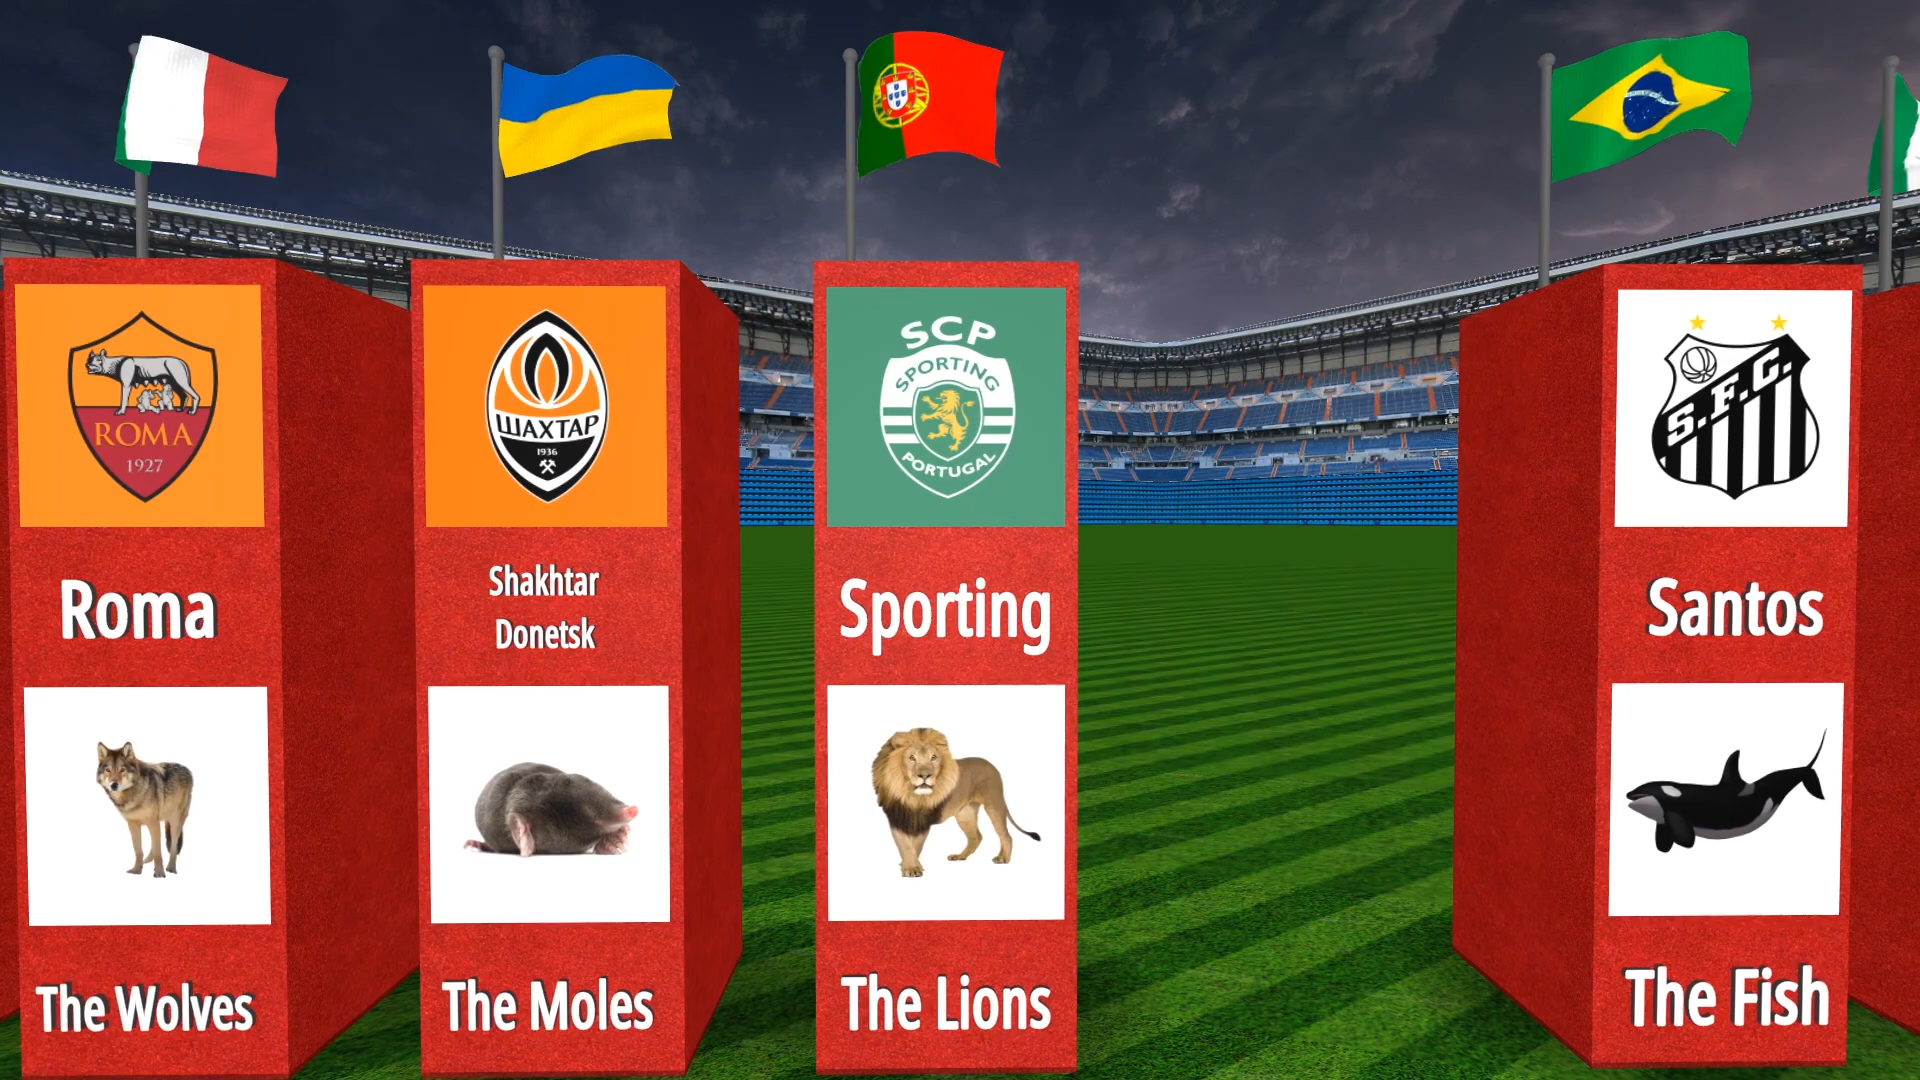 ROMA
1927
Roma
The Wolves
ШАХТАР
1936
Shakhtar
Donetsk
The Moles
SCP
SPORTING
PORTUGAL
Sporting
The Lions
S.F.C.
Santos
The Fish